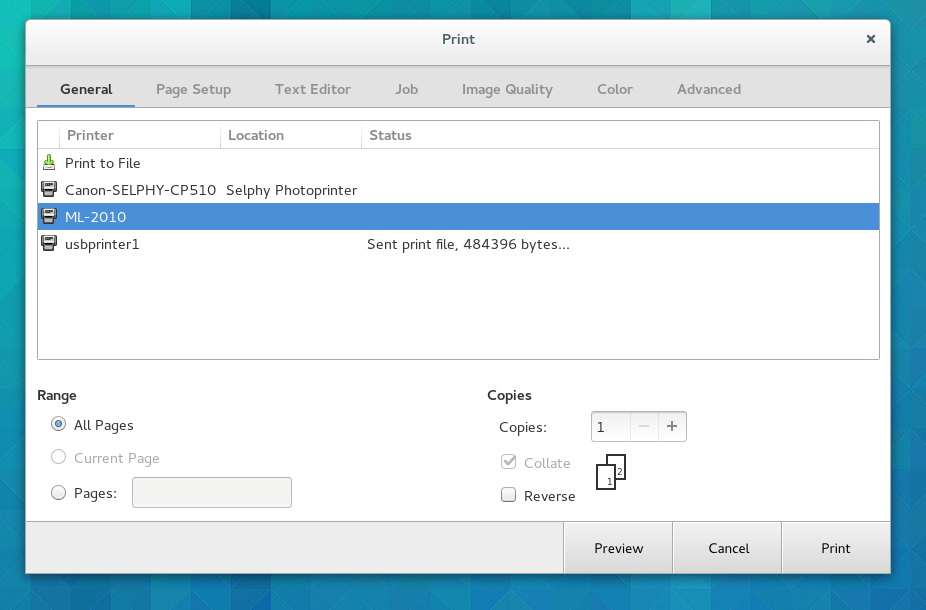 Print
General Page Setup Text Editor Job Image Quality Color Advanced
Printer Location Status
Print to File
Canon-SELPHY-CP510 Selphy Photoprinter
ML-2010
usbprinter1 Sent print file, 484396 bytes...
Range Copies
All Pages Copies: 1
Current Page Collate 1 2
Pages: Reverse
Preview Cancel Print